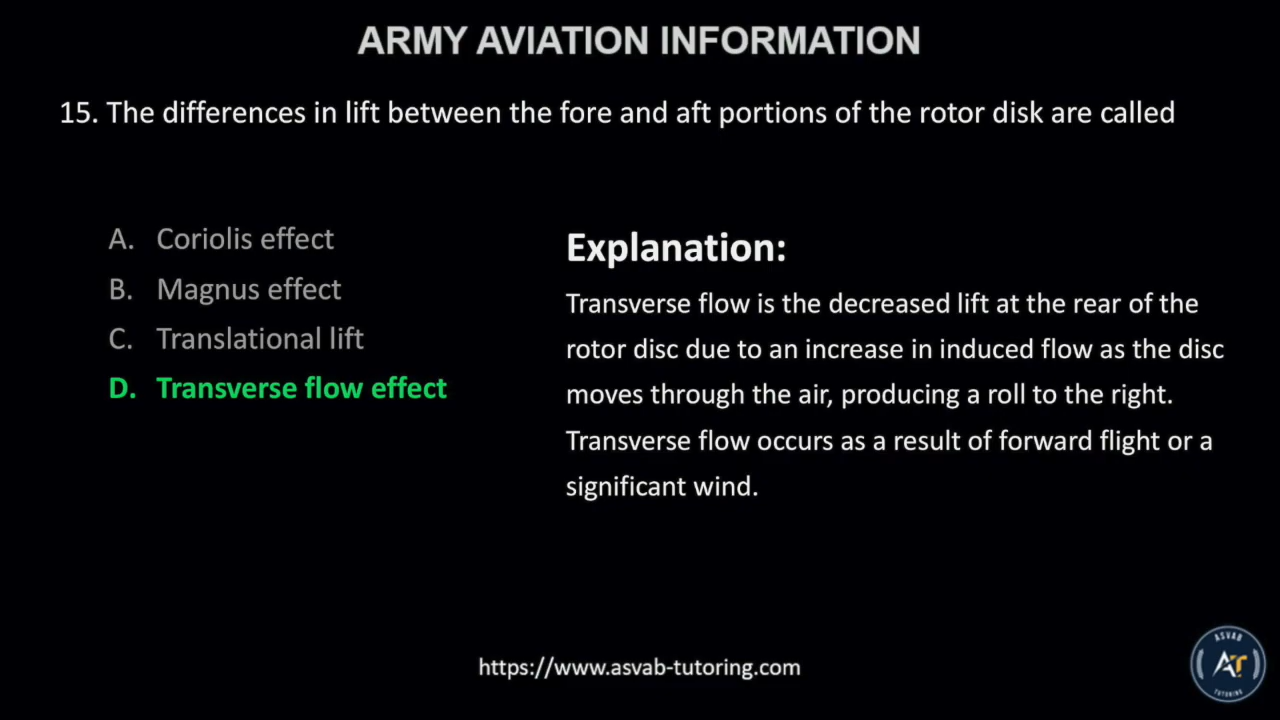 ARMY AVIATION INFORMATION
15. The differences in lift between the fore and aft portions of the rotor disk are called
A. Coriolis effect
B. Magnus effect
C. Translational lift
D. Transverse flow effect
Explanation:
Transverse flow is the decreased lift at the rear of the
rotor disc due to an increase in induced flow as the disc
moves through the air, producing a roll to the right.
Transverse flow occurs as a result of forward flight or a
significant wind.
https://www.asvab-tutoring.com
ASVAB
AT
TUTORING